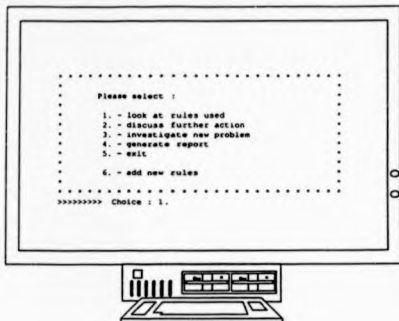 Please select :
1. - look at rules used
2. - discuss further action
3. - investigate new problem
4. - generate report
5. - exit
6. - add new rules
>>>>>>>>> Choice : 1.